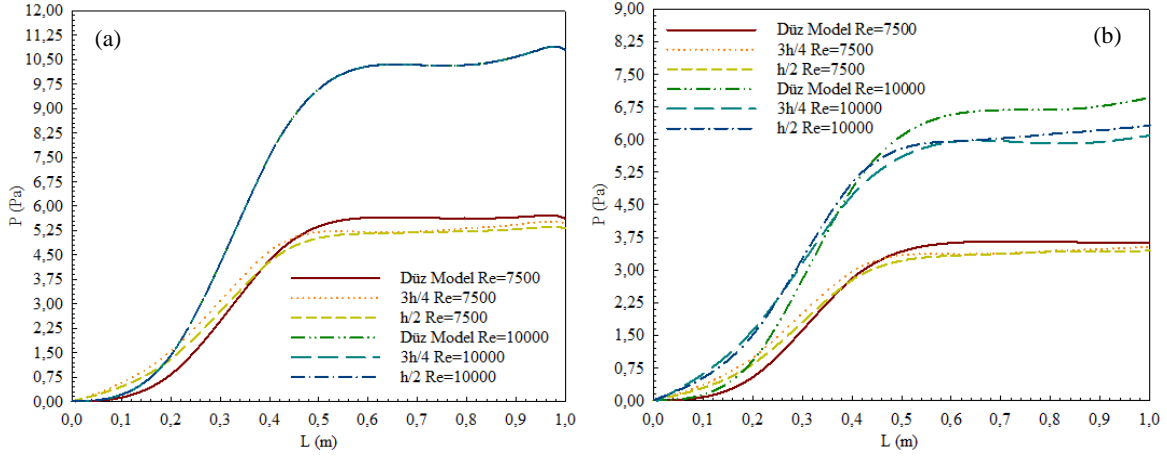 (a)
P (Pa)
12,00
11,25
10,50
9,75
9,00
8,25
7,50
6,75
6,00
5,25
4,50
3,75
3,00
2,25
1,50
0,75
0,00
Düz Model Re=7500
3h/4 Re=7500
h/2 Re=7500
Düz Model Re=10000
3h/4 Re=10000
h/2 Re=10000
0,0 0,1 0,2 0,3 0,4 0,5 0,6 0,7 0,8 0,9 1,0
L (m)
(b)
P (Pa)
9,00
8,25
7,50
6,75
6,00
5,25
4,50
3,75
3,00
2,25
1,50
0,75
0,00
Düz Model Re=7500
3h/4 Re=7500
h/2 Re=7500
Düz Model Re=10000
3h/4 Re=10000
h/2 Re=10000
0,0 0,1 0,2 0,3 0,4 0,5 0,6 0,7 0,8 0,9 1,0
L (m)